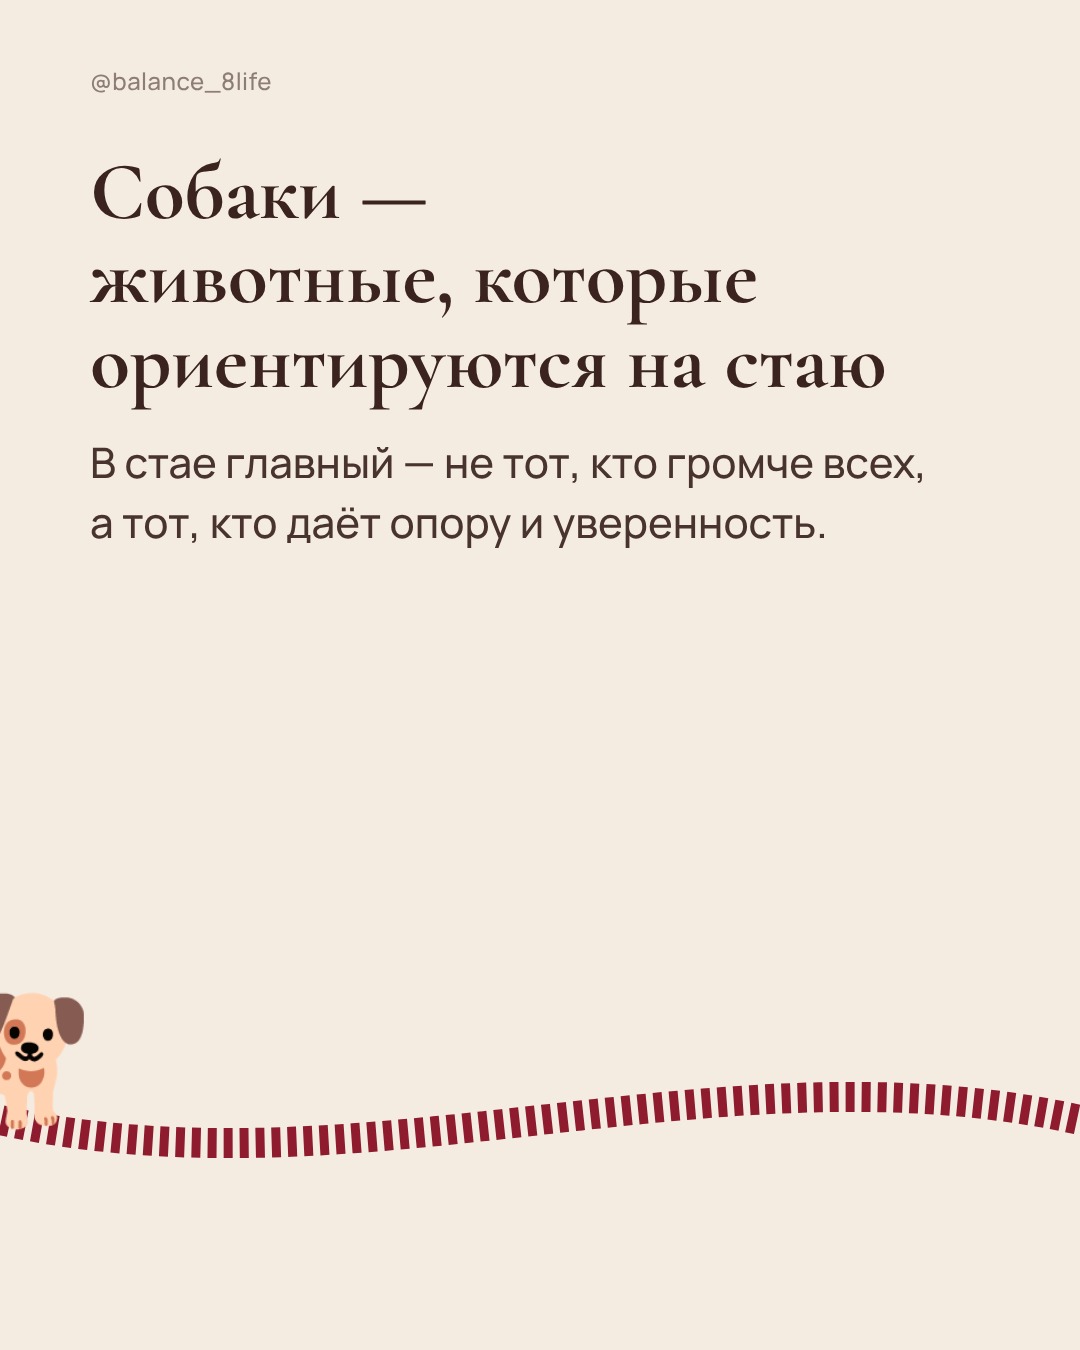 @balance_8life
Собаки —
животные, которые
ориентируются на стаю
В стае главный — не тот, кто громче всех,
а тот, кто даёт опору и уверенность.